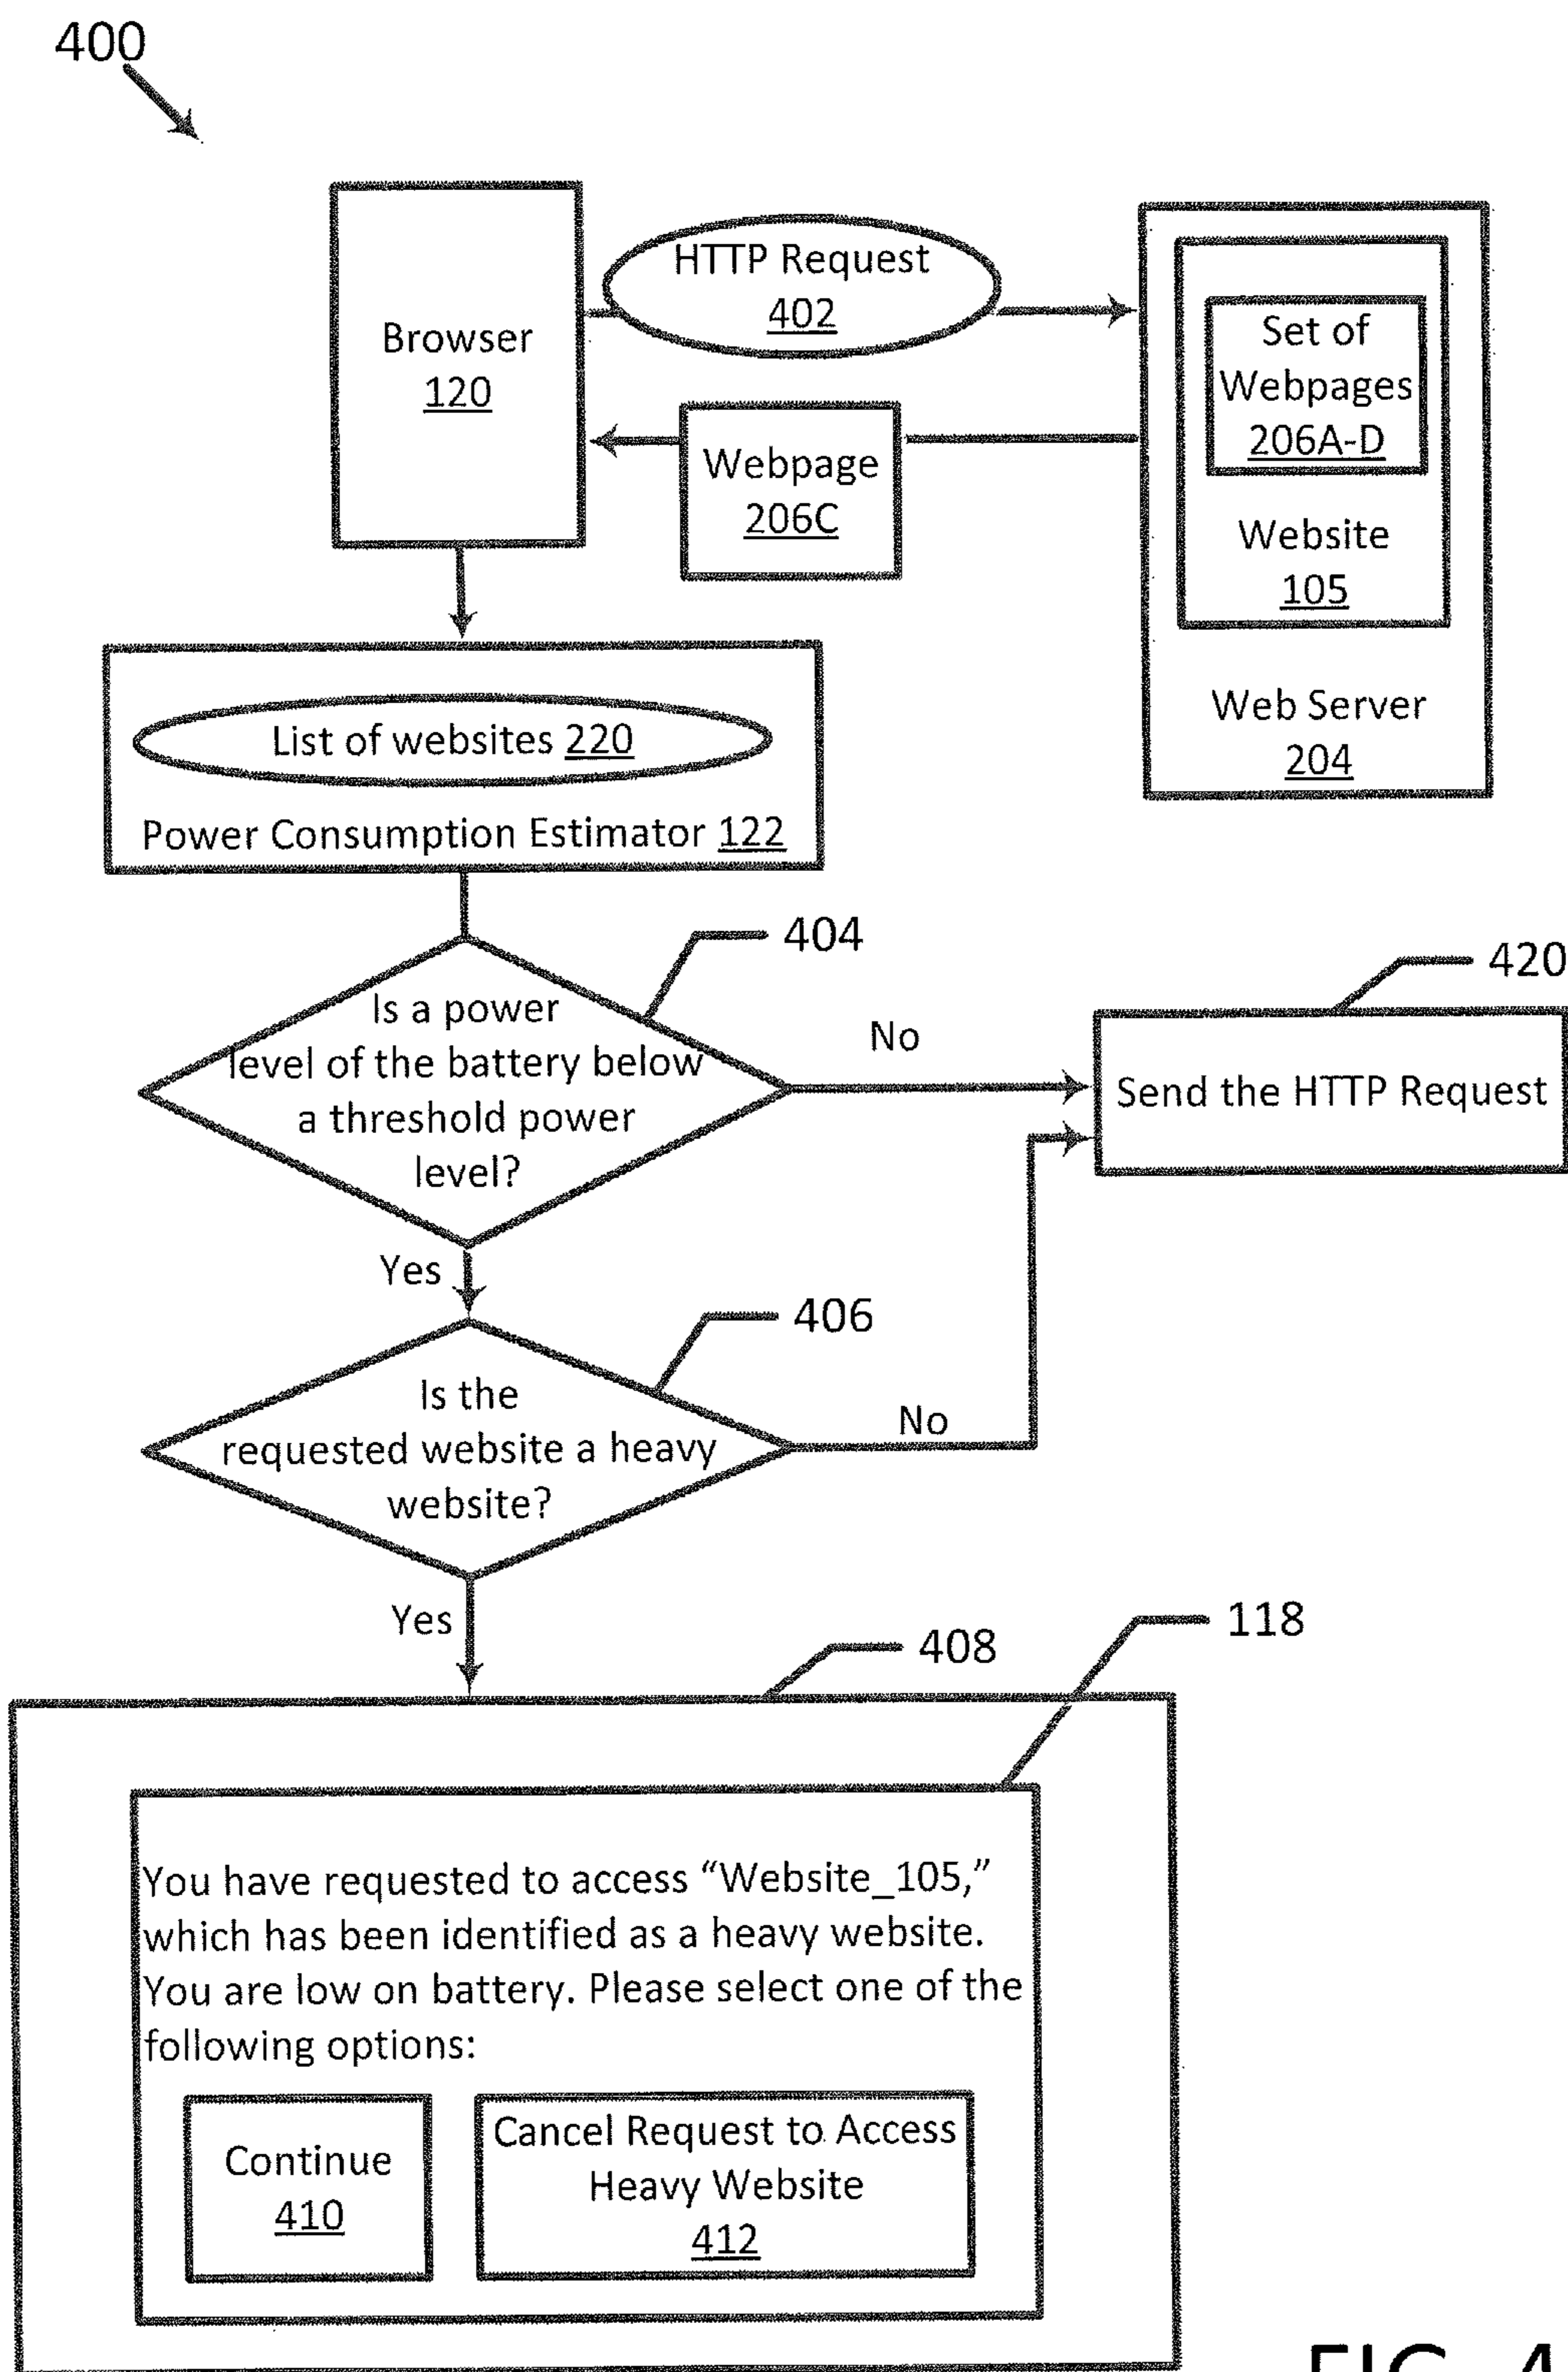 400
HTTP Request
402
Browser
120
Set of
Webpages
206A-D
Webpage
206C
Website
105
Web Server
204
List of websites 220
Power Consumption Estimator 122
404
Is a power
level of the battery below
a threshold power
level?
No
420
Send the HTTP Request
Yes
406
Is the
requested website a heavy
website?
No
Yes
408
118
You have requested to access “Website_105,”
which has been identified as a heavy website.
You are low on battery. Please select one of the
following options:
Continue
410
Cancel Request to Access
Heavy Website
412
FIG. 4